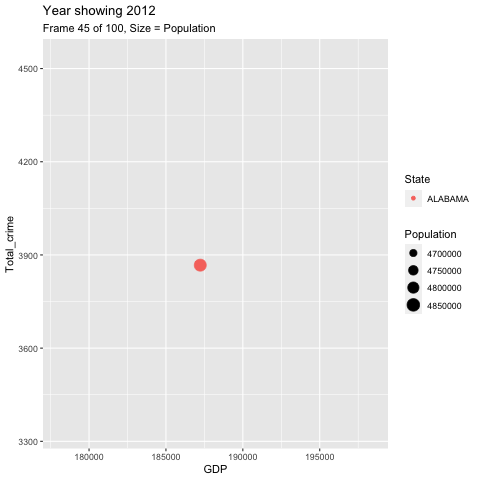 Year showing 2012
Frame 45 of 100, Size = Population
4500
4200
3900
3600
3300
Total_crime
180000
185000
190000
195000
GDP
State
ALABAMA
Population
4700000
4750000
4800000
4850000